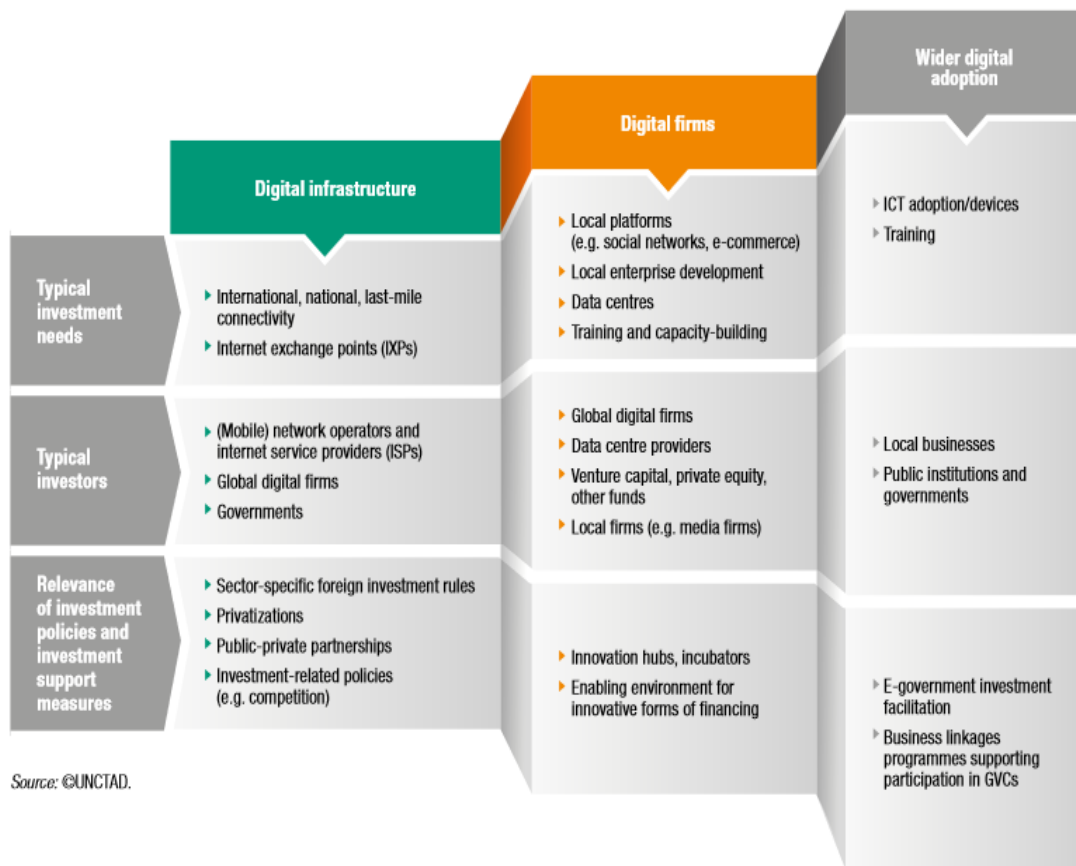 Wider digital
adoption
Digital firms
Digital infrastructure
Typical
investment
needs
International, national, last-mile
connectivity
Internet exchange points (IXPs)
Local platforms
(e.g. social networks, e-commerce)
Local enterprise development
Data centres
Training and capacity-building
ICT adoption/devices
Training
Typical
investors
(Mobile) network operators and
internet service providers (ISPs)
Global digital firms
Governments
Global digital firms
Data centre providers
Venture capital, private equity,
other funds
Local firms (e.g. media firms)
Local businesses
Public institutions and
governments
Relevance
of investment
policies and
investment
support
measures
Sector-specific foreign investment rules
Privatizations
Public-private partnerships
Investment-related policies
(e.g. competition)
Innovation hubs, incubators
Enabling environment for
innovative forms of financing
E-government investment
facilitation
Business linkages
programmes supporting
participation in GVCs
Source: ©UNCTAD.